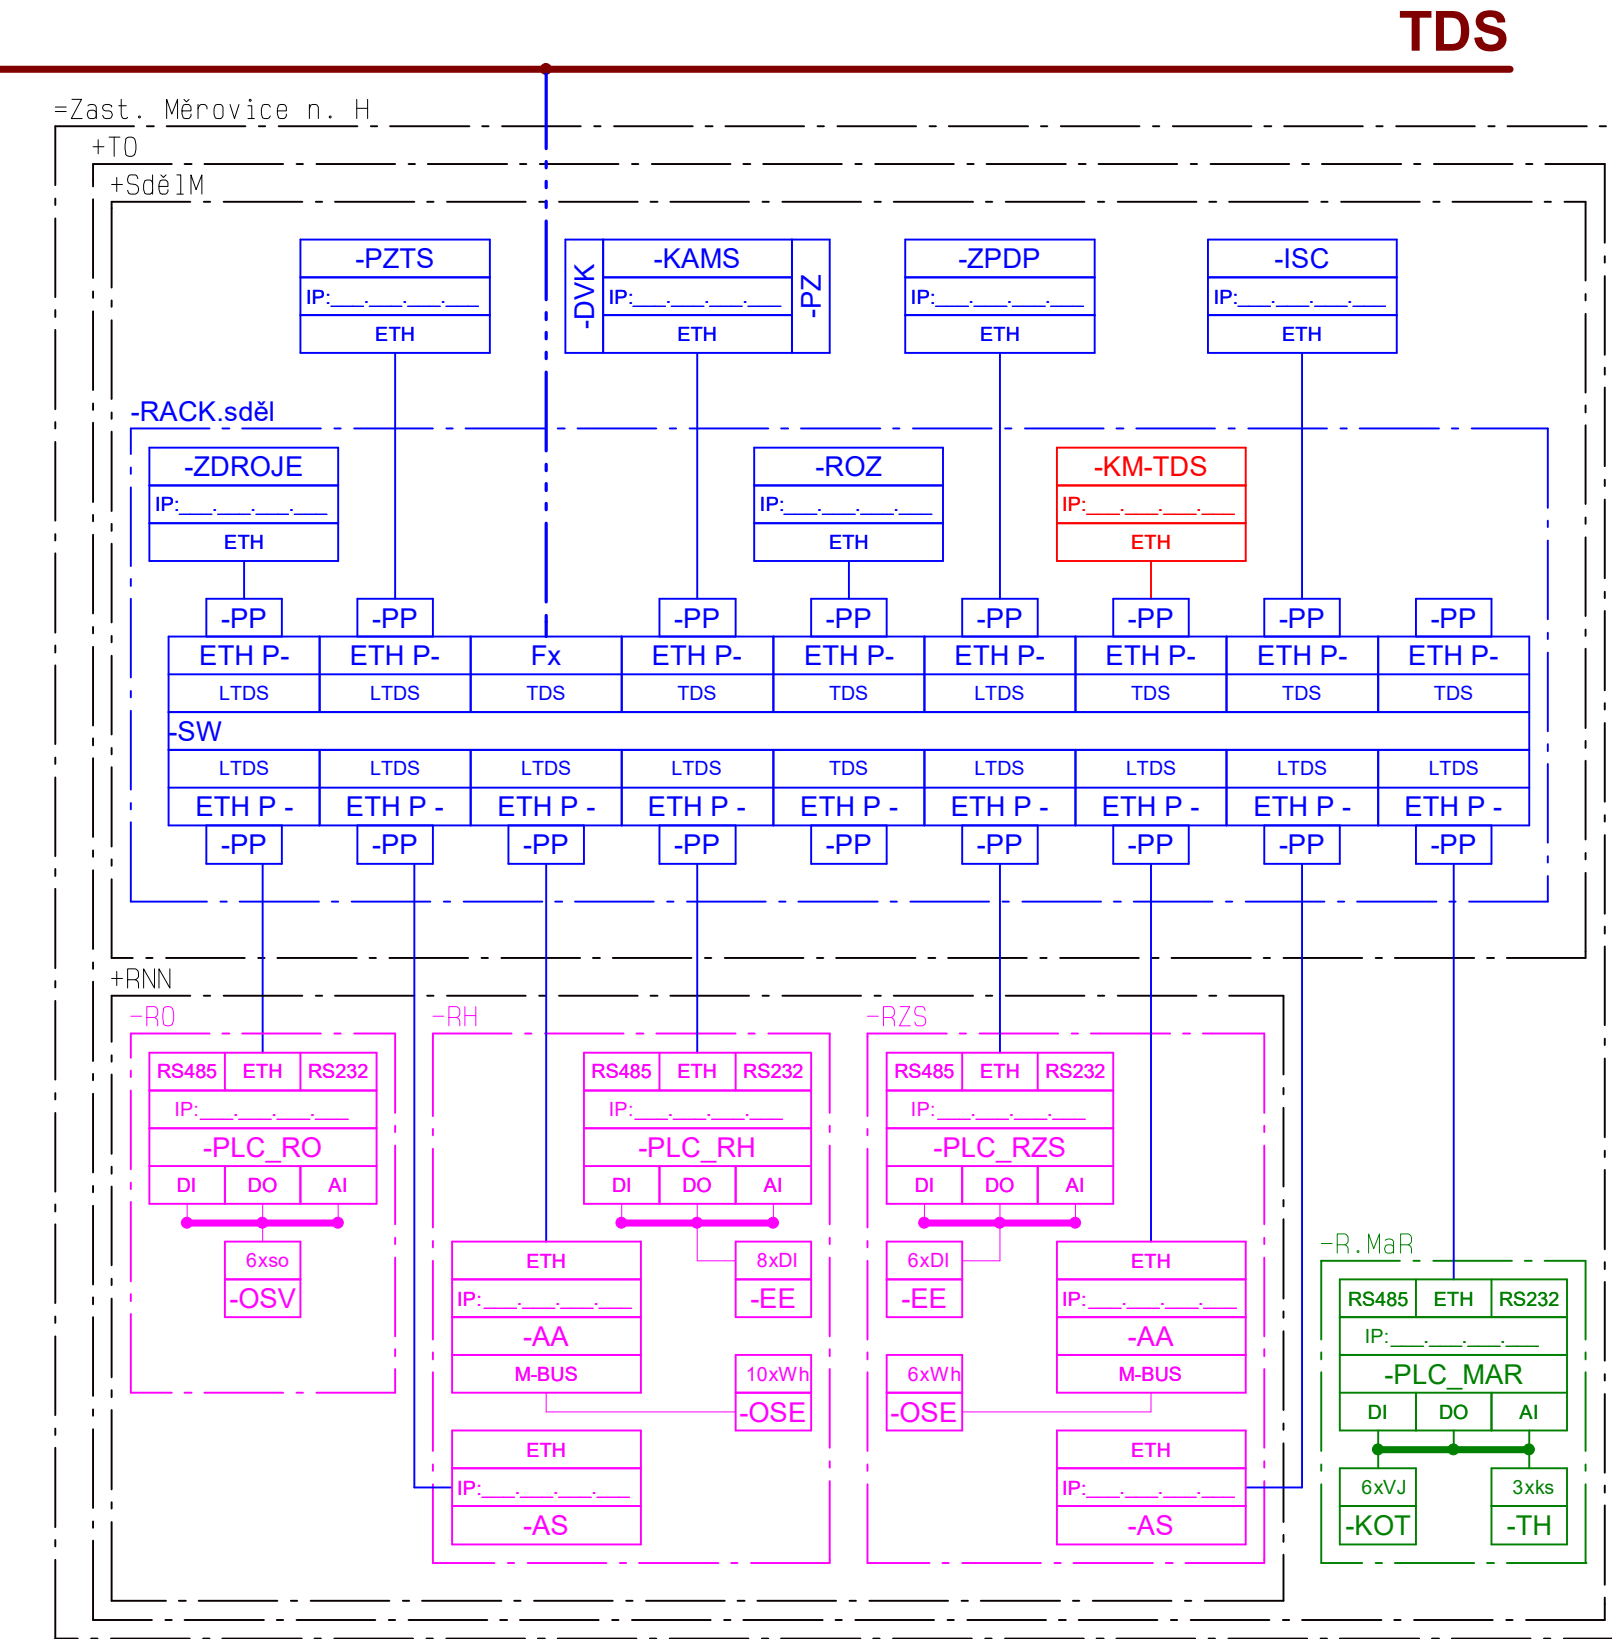 TDS
=Zast. Měrovice n. H
+TO
+SdělM
-PZTS
IP:___.___.___.___
ETH
-DVK
-KAMS
IP:___.___.___.___
ETH
-PZ
-ZPDP
IP:___.___.___.___
ETH
-ISC
IP:___.___.___.___
ETH
-RACK.sděl
-ZDROJE
IP:___.___.___.___
ETH
-ROZ
IP:___.___.___.___
ETH
-KM-TDS
IP:___.___.___.___
ETH
-PP -PP -PP -PP -PP -PP -PP -PP
ETH P- ETH P- Fx ETH P- ETH P- ETH P- ETH P- ETH P- ETH P-
LTDS LTDS TDS TDS TDS LTDS TDS TDS TDS
-SW
LTDS LTDS LTDS LTDS TDS LTDS LTDS LTDS LTDS
ETH P - ETH P - ETH P - ETH P - ETH P - ETH P - ETH P - ETH P - ETH P -
-PP -PP -PP -PP -PP -PP -PP -PP -PP
+RNN
-RO
RS485 ETH RS232
IP:___.___.___.___
-PLC_RO
DI DO AI
6xso
-OSV
-RH
RS485 ETH RS232
IP:___.___.___.___
-PLC_RH
DI DO AI
8xDI
-EE
ETH
IP:___.___.___.___
-AA
M-BUS
10xWh
-OSE
ETH
IP:___.___.___.___
-AS
-RZS
RS485 ETH RS232
IP:___.___.___.___
-PLC_RZS
DI DO AI
6xDI
-EE
ETH
IP:___.___.___.___
-AA
M-BUS
6xWh
-OSE
ETH
IP:___.___.___.___
-AS
-R.MaR
RS485 ETH RS232
IP:___.___.___.___
-PLC_MAR
DI DO AI
6xVJ
-KOT
3xks
-TH